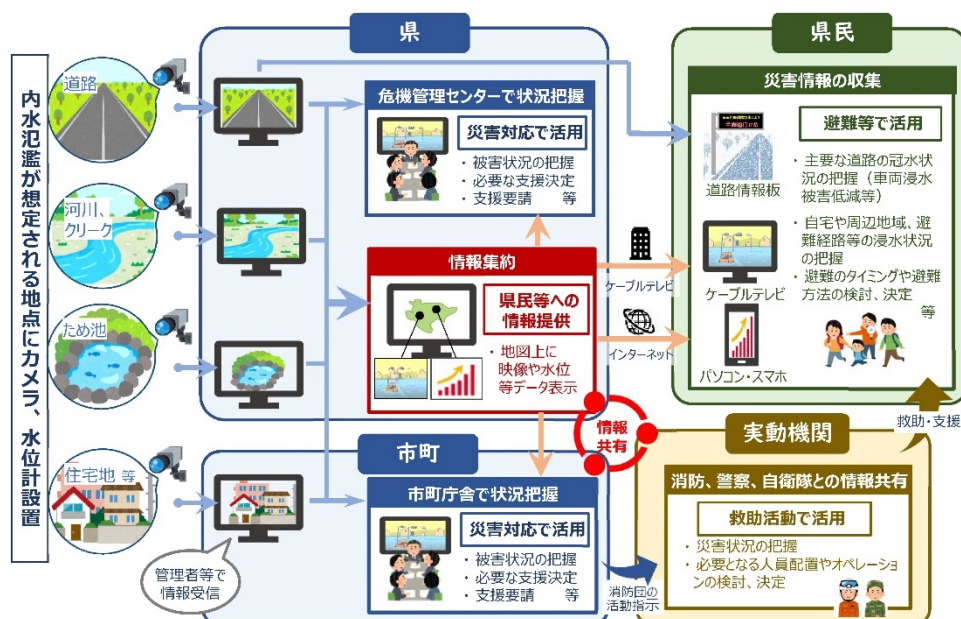 内水氾濫が想定される地点にカメラ、水位計設置
道路
河川、
クリーク
ため池
住宅地 等
県
危機管理センターで状況把握
災害対応で活用
・被害状況の把握
・必要な支援決定
・支援要請 等
情報集約
県民等への
情報提供
・地図上に
映像や水位
等データ表示
ケーブルテレビ
インターネット
情報
共有
市町
管理者等で
情報受信
市町庁舎で状況把握
災害対応で活用
・被害状況の把握
・必要な支援決定
・支援要請 等
消防団の
活動指示
県民
災害情報の収集
避難等で活用
道路情報板
・主要な道路の冠水状
況の把握（車両浸水
被害低減等）
ケーブルテレビ
・自宅や周辺地域、避
難経路等の浸水状況
の把握
・避難のタイミングや避難
方法の検討、決定
等
パソコン・スマホ
救助・支援
実動機関
消防、警察、自衛隊との情報共有
救助活動で活用
・災害状況の把握
・必要となる人員配置やオペレーショ
ンの検討、決定